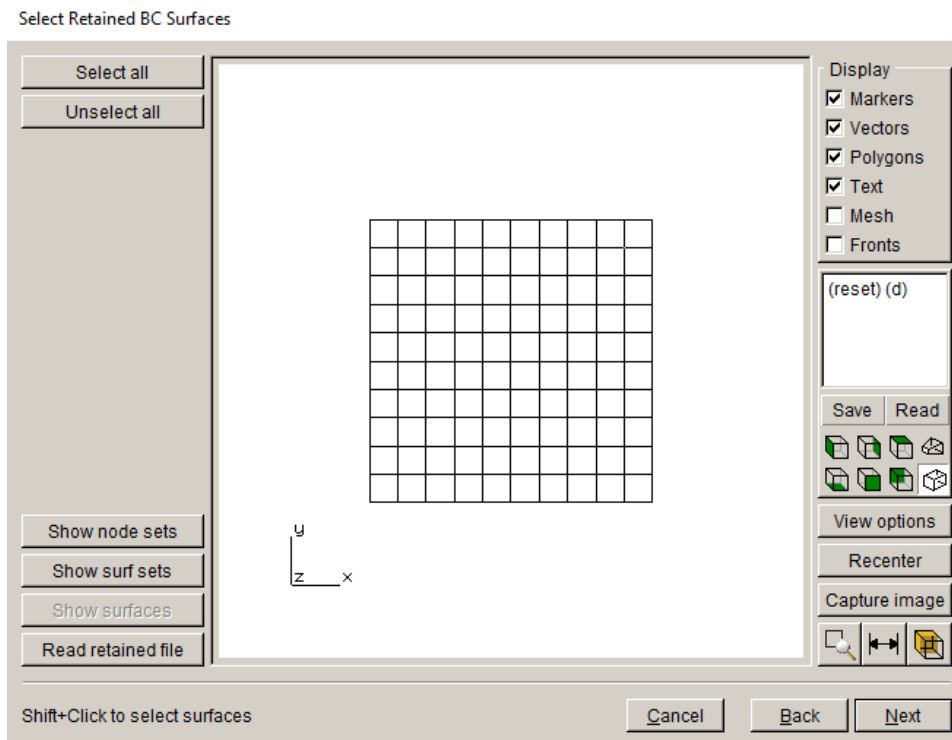 Select Retained BC Surfaces
Select all
Unselect all
Show node sets
Show surf sets
Show surfaces
Read retained file
y
z x
Display
Markers
Vectors
Polygons
Text
Mesh
Fronts
(reset) (d)
Save Read
View options
Recenter
Capture image
Shift+Click to select surfaces
Cancel Back Next